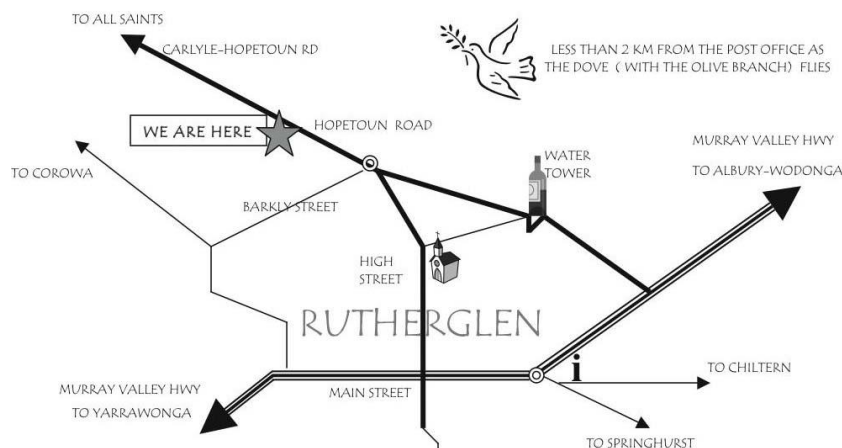 TO ALL SAINTS
CARLYLE-HOPETOUN RD
LESS THAN 2 KM FROM THE POST OFFICE AS
THE DOVE ( WITH THE OLIVE BRANCH) FLIES
WE ARE HERE
HOPETOUN ROAD
MURRAY VALLEY HWY
TO ALBURY-WODONGA
WATER
TOWER
TO COROWA
BARKLY STREET
HIGH
STREET
RUTHERGLEN
i
TO CHILTERN
MURRAY VALLEY HWY
TO YARRAWONGA
MAIN STREET
TO SPRINGHURST